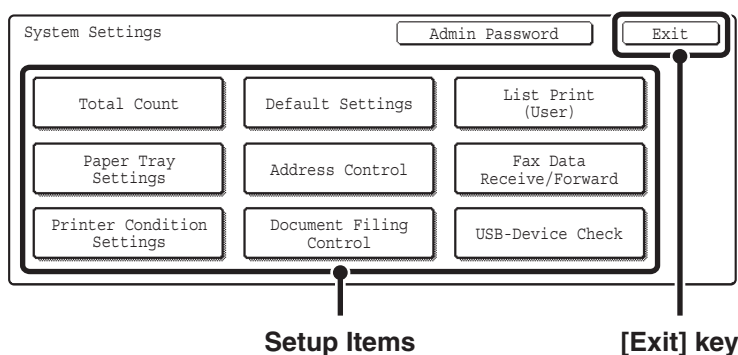 System Settings
Admin Password
Exit
Total Count
Default Settings
List Print
(User)
Paper Tray
Settings
Address Control
Fax Data
Receive/Forward
Printer Condition
Settings
Document Filing
Control
USB-Device Check
Setup Items
[Exit] key